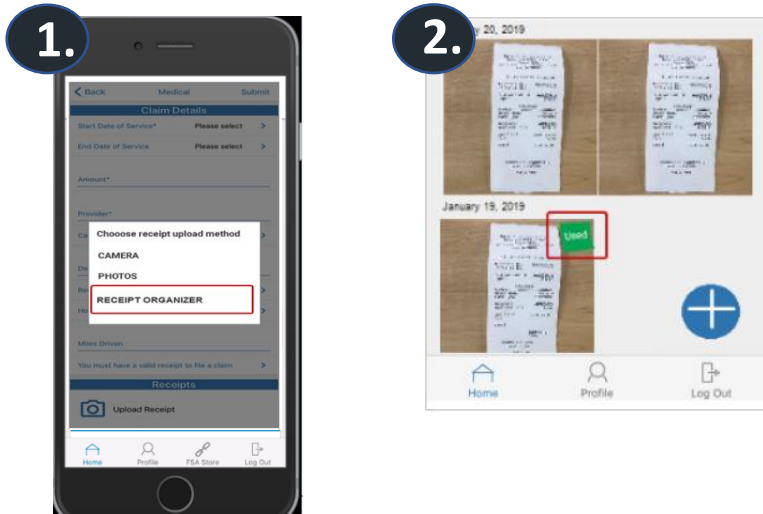 1.
Back Medical Submit
Claim Details
Start Date of Service* Please select >
End Date of Service Please select >
Amount*
Provider*
Chooose receipt upload method
CAMERA
PHOTOS
RECEIPT ORGANIZER
Miles Driven
You must have a valid receipt to file a claim >
Receipts
Upload Receipt
Home Profile FSA Store Log Out
2.
20, 2019
January 19, 2019
Used
Home Profile Log Out